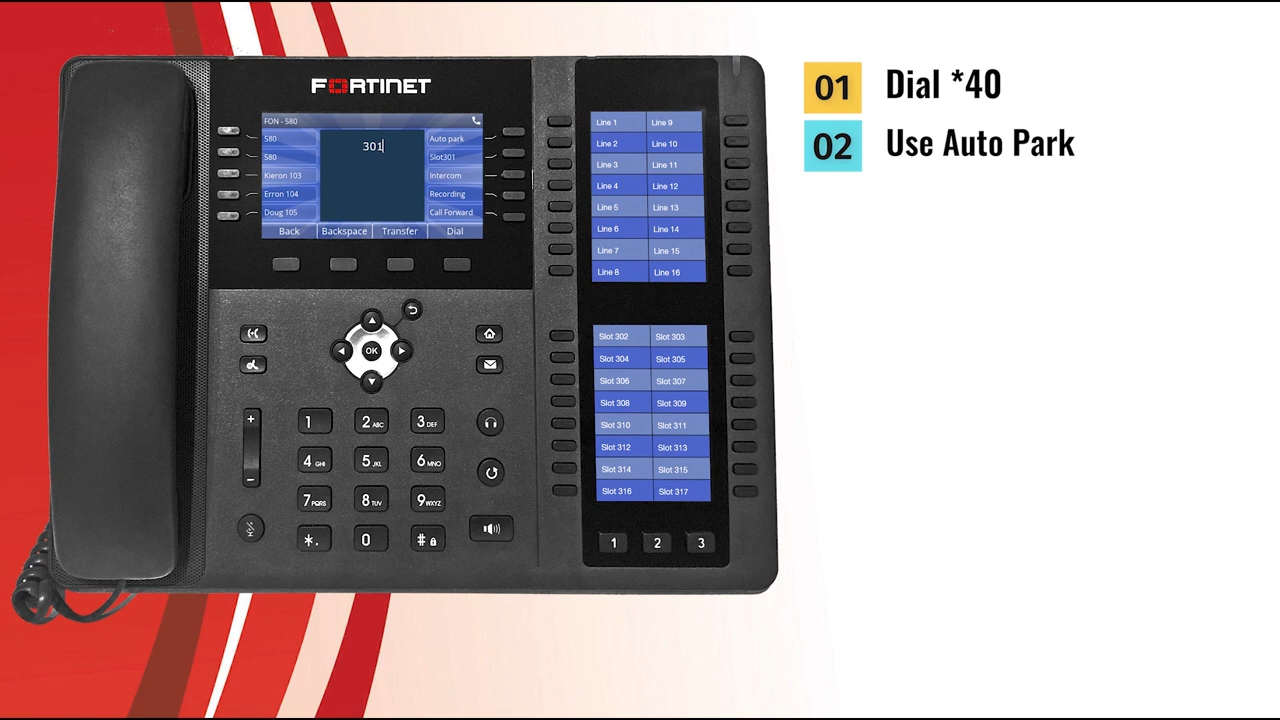 FORTINET
FON - 580
580
580
Kieron 103
Erron 104
Doug 105
301
Auto park
Slot301
Intercom
Recording
Call Forward
Back Backspace Transfer Dial
OK
+
−
1 2 ABC 3 DEF
4 GHI 5 JKL 6 MNO
7 PQRS 8 TUV 9 WXYZ
*. 0 #
Line 1 Line 9
Line 2 Line 10
Line 3 Line 11
Line 4 Line 12
Line 5 Line 13
Line 6 Line 14
Line 7 Line 15
Line 8 Line 16
Slot 302 Slot 303
Slot 304 Slot 305
Slot 306 Slot 307
Slot 308 Slot 309
Slot 310 Slot 311
Slot 312 Slot 313
Slot 314 Slot 315
Slot 316 Slot 317
1 2 3
01 Dial *40
02 Use Auto Park